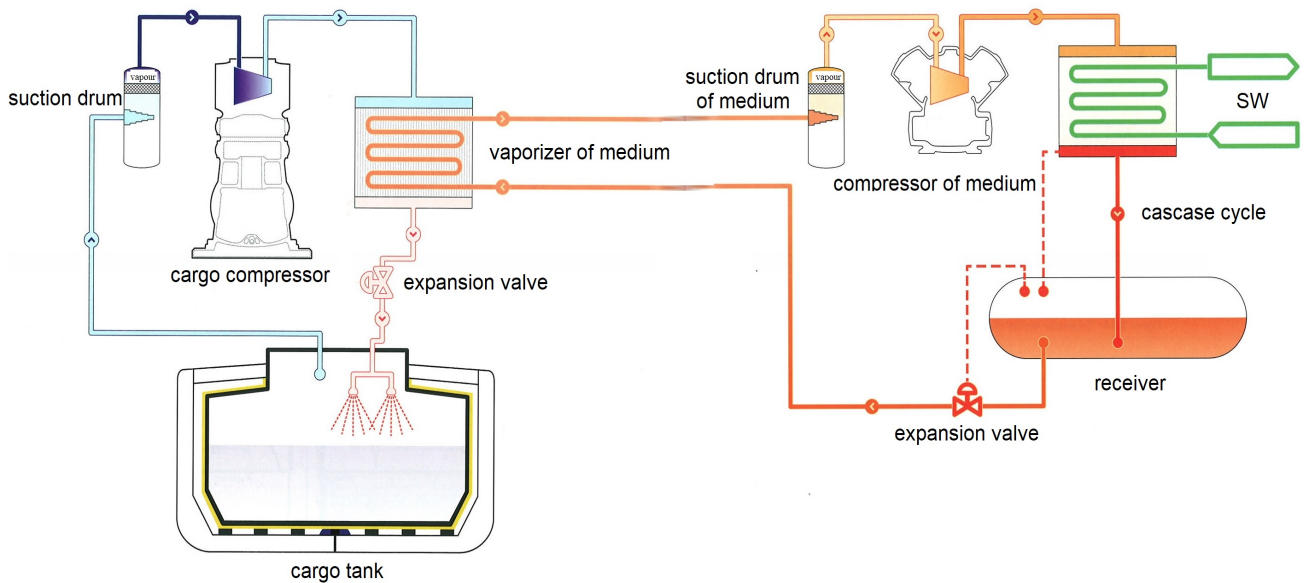 vapour
suction drum
cargo compressor
vaporizer of medium
expansion valve
cargo tank
suction drum
of medium
vapour
compressor of medium
SW
cascase cycle
receiver
expansion valve